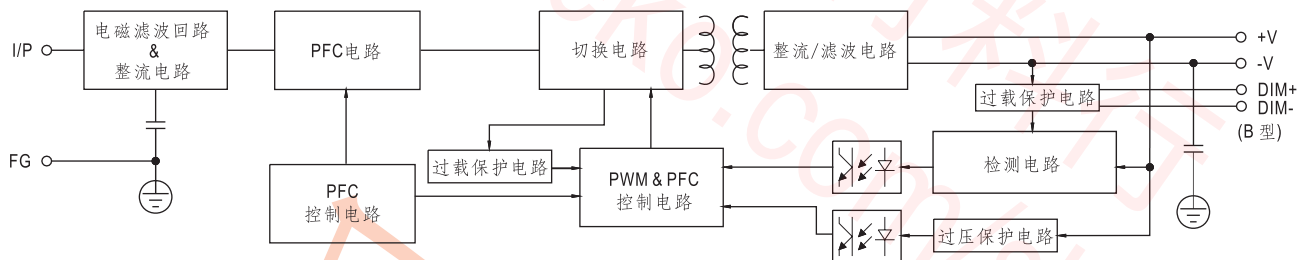 I/P
电磁滤波回路
&
整流电路
PFC电路
切换电路
整流/滤波电路
+V
-V
DIM+
DIM-
(B 型)
过载保护电路
FG
PFC
控制电路
过载保护电路
PWM & PFC
控制电路
检测电路
过压保护电路